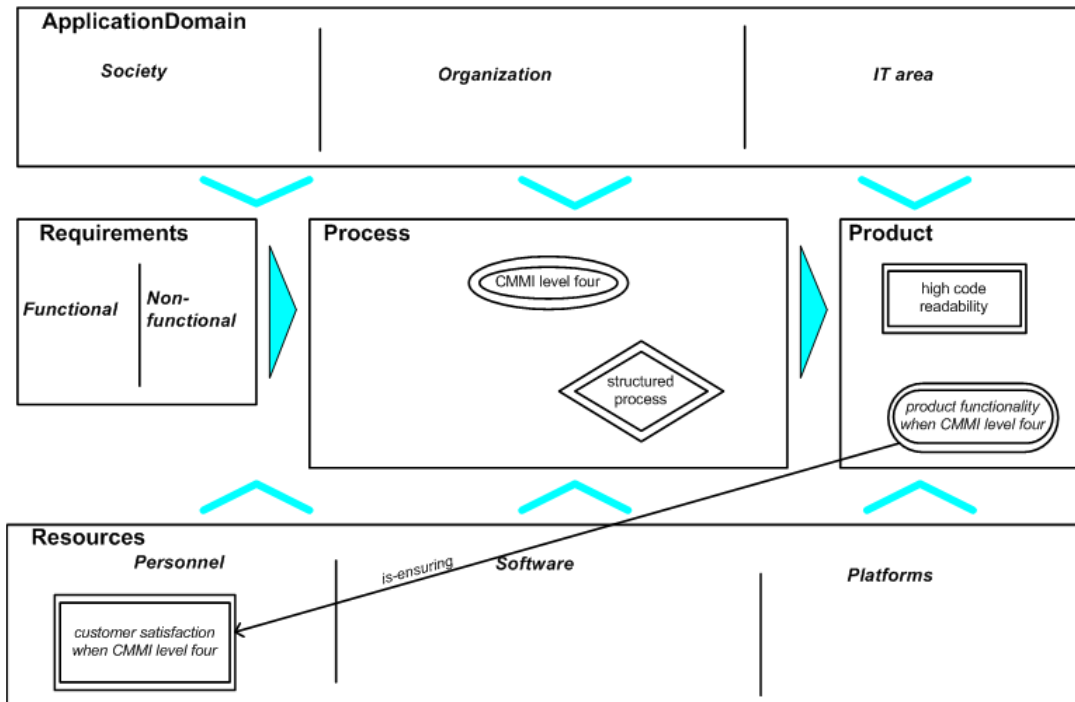 ApplicationDomain
Society
Organization
IT area
Requirements
Functional
Non-
functional
Process
CMMI level four
structured
process
Product
high code
readability
product functionality
when CMMI level four
Resources
Personnel
is-ensuring
Software
Platforms
customer satisfaction
when CMMI level four